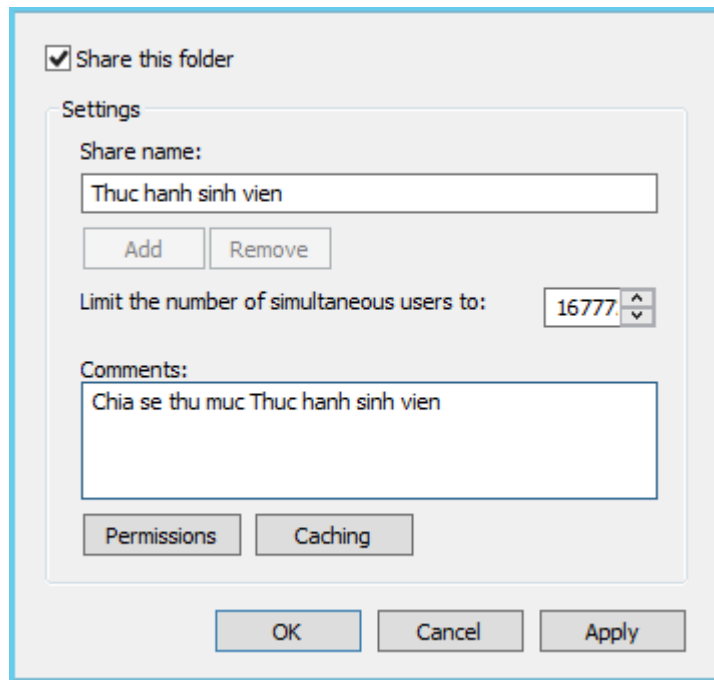 Share this folder
Settings
Share name:
Thuc hanh sinh vien
Add Remove
Limit the number of simultaneous users to: 16777
Comments:
Chia se thu muc Thuc hanh sinh vien
Permissions Caching
OK Cancel Apply